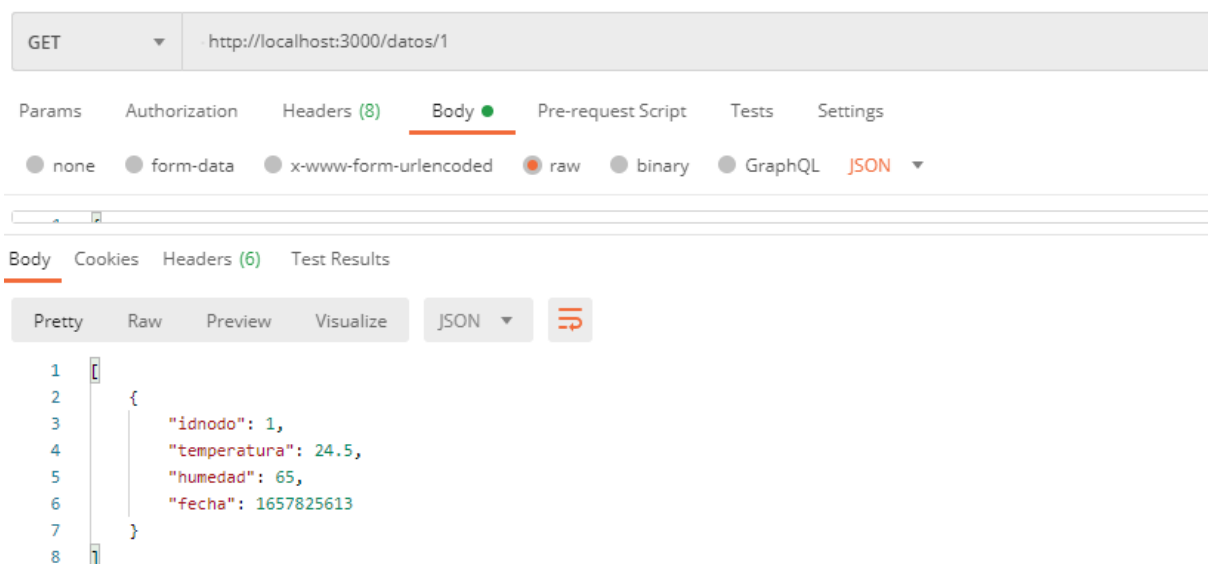 GET http://localhost:3000/datos/1
Params Authorization Headers (8) Body Pre-request Script Tests Settings
none form-data x-www-form-urlencoded raw binary GraphQL JSON
Body Cookies Headers (6) Test Results
Pretty Raw Preview Visualize JSON
1 [
2 {
3 "idnodo": 1,
4 "temperatura": 24.5,
5 "humedad": 65,
6 "fecha": 1657825613
7 }
8 ]